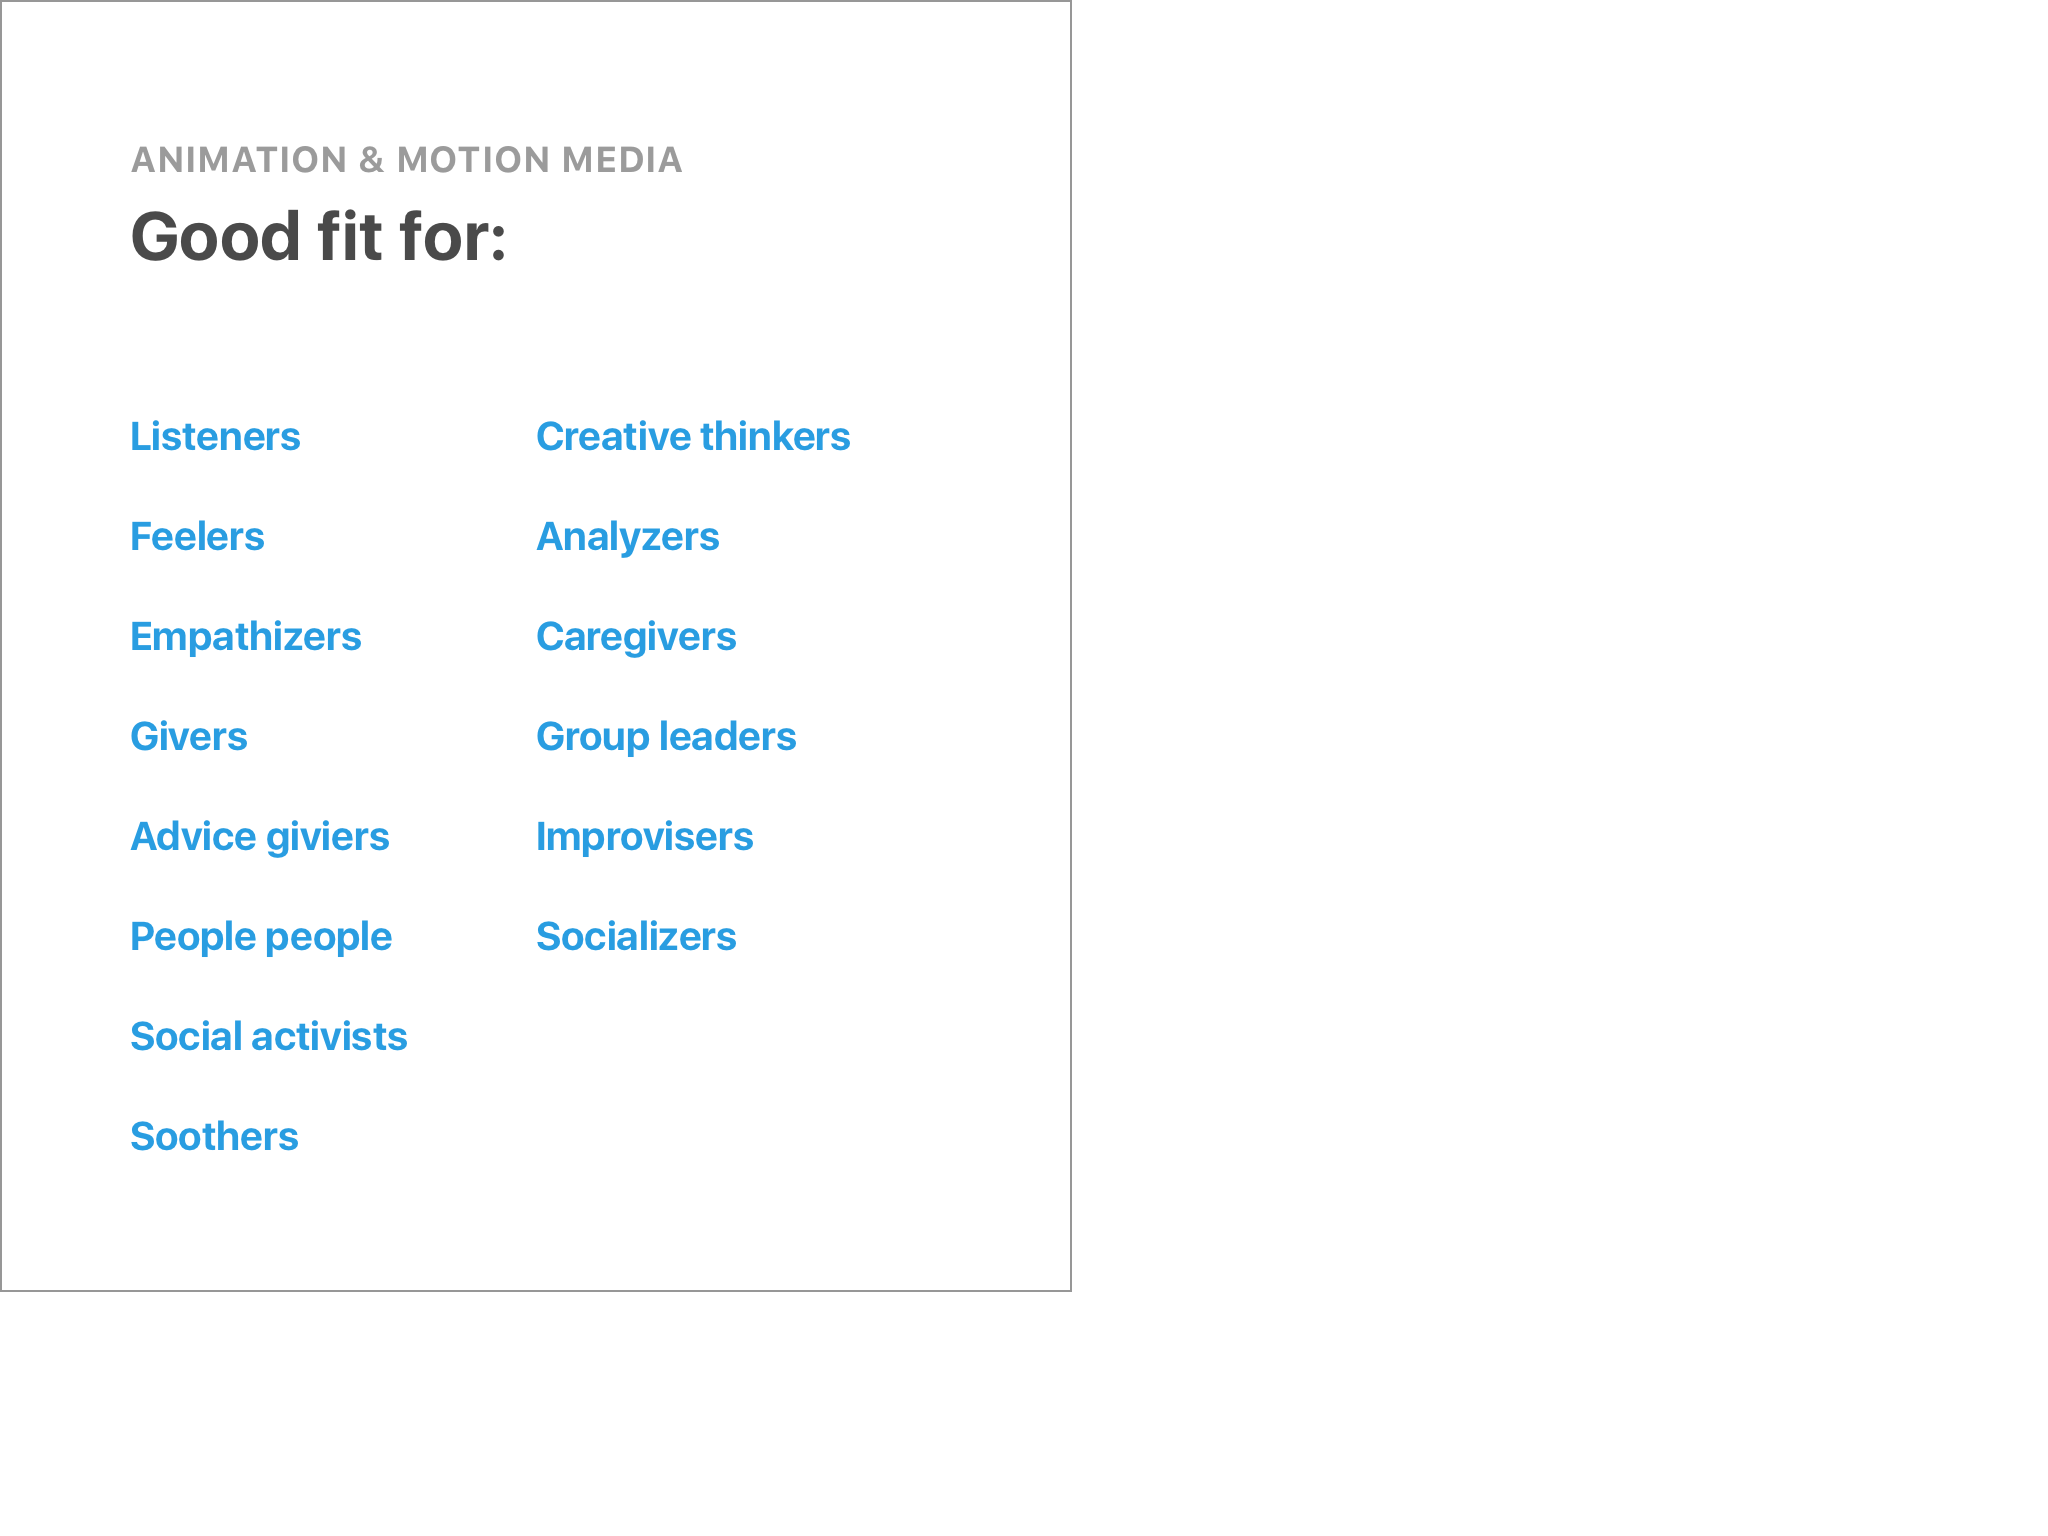 ANIMATION & MOTION MEDIA
Good fit for:
Listeners
Feelers
Empathizers
Givers
Advice giviers
People people
Social activists
Soothers
Creative thinkers
Analyzers
Caregivers
Group leaders
Improvisers
Socializers